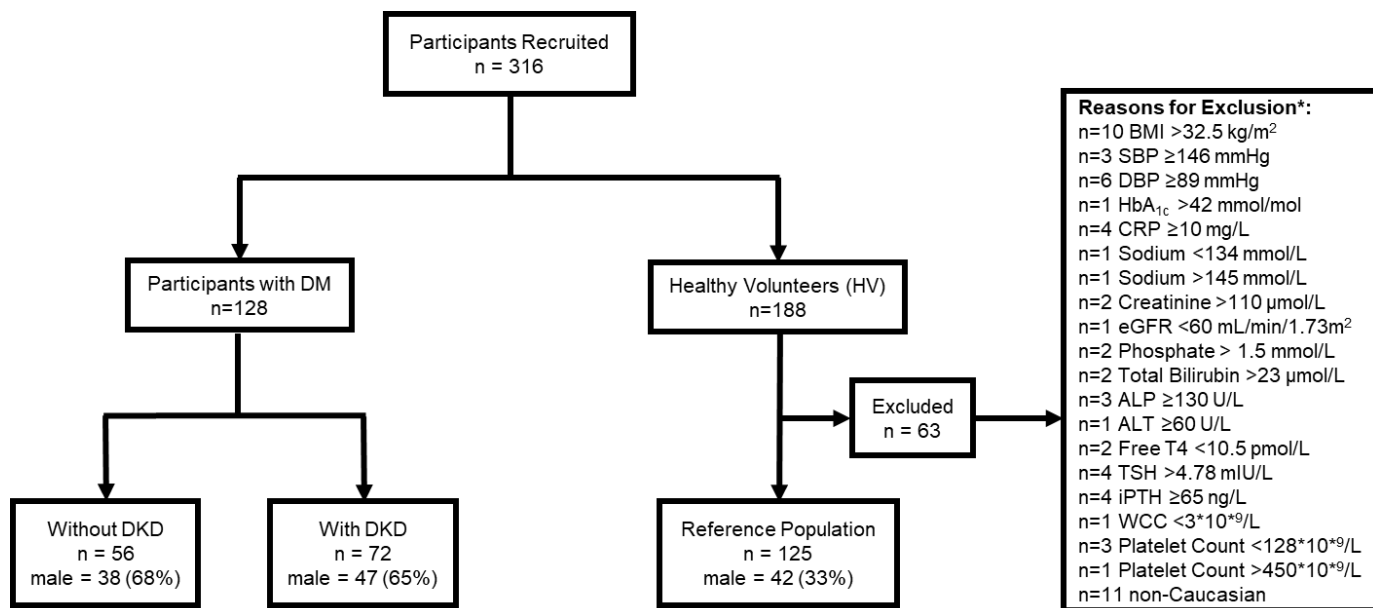 Participants Recruited
n = 316
Participants with DM
n=128
Healthy Volunteers (HV)
n=188
Excluded
n = 63
Without DKD
n = 56
male = 38 (68%)
With DKD
n = 72
male = 47 (65%)
Reference Population
n = 125
male = 42 (33%)
Reasons for Exclusion*:
n=10 BMI >32.5 kg/m²
n=3 SBP ≥146 mmHg
n=6 DBP ≥89 mmHg
n=1 HbA₁c >42 mmol/mol
n=4 CRP ≥10 mg/L
n=1 Sodium <134 mmol/L
n=1 Sodium >145 mmol/L
n=2 Creatinine >110 µmol/L
n=1 eGFR <60 mL/min/1.73m²
n=2 Phosphate > 1.5 mmol/L
n=2 Total Bilirubin >23 µmol/L
n=3 ALP ≥130 U/L
n=1 ALT ≥60 U/L
n=2 Free T4 <10.5 pmol/L
n=4 TSH >4.78 mIU/L
n=4 iPTH ≥65 ng/L
n=1 WCC <3*10*⁹/L
n=3 Platelet Count <128*10*⁹/L
n=1 Platelet Count >450*10*⁹/L
n=11 non-Caucasian